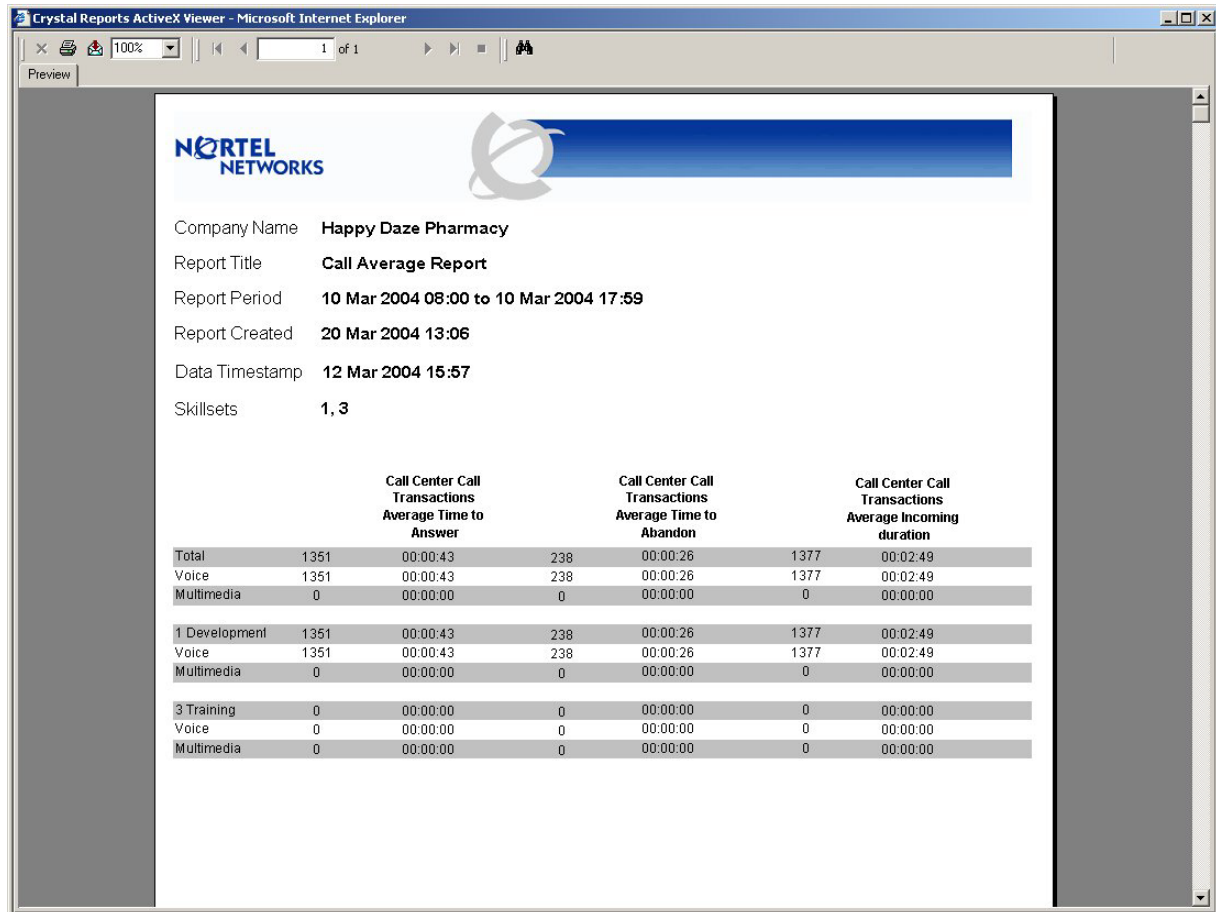 Crystal Reports ActiveX Viewer - Microsoft Internet Explorer
100% 1 of 1
Preview
NORTEL
NETWORKS
Company Name Happy Daze Pharmacy
Report Title Call Average Report
Report Period 10 Mar 2004 08:00 to 10 Mar 2004 17:59
Report Created 20 Mar 2004 13:06
Data Timestamp 12 Mar 2004 15:57
Skillsets 1, 3
Call Center Call Call Center Call Call Center Call
Transactions Transactions Transactions
Average Time to Average Time to Average Incoming
Answer Abandon duration
Total 1351 00:00:43 238 00:00:26 1377 00:02:49
Voice 1351 00:00:43 238 00:00:26 1377 00:02:49
Multimedia 0 00:00:00 0 00:00:00 0 00:00:00
1 Development 1351 00:00:43 238 00:00:26 1377 00:02:49
Voice 1351 00:00:43 238 00:00:26 1377 00:02:49
Multimedia 0 00:00:00 0 00:00:00 0 00:00:00
3 Training 0 00:00:00 0 00:00:00 0 00:00:00
Voice 0 00:00:00 0 00:00:00 0 00:00:00
Multimedia 0 00:00:00 0 00:00:00 0 00:00:00